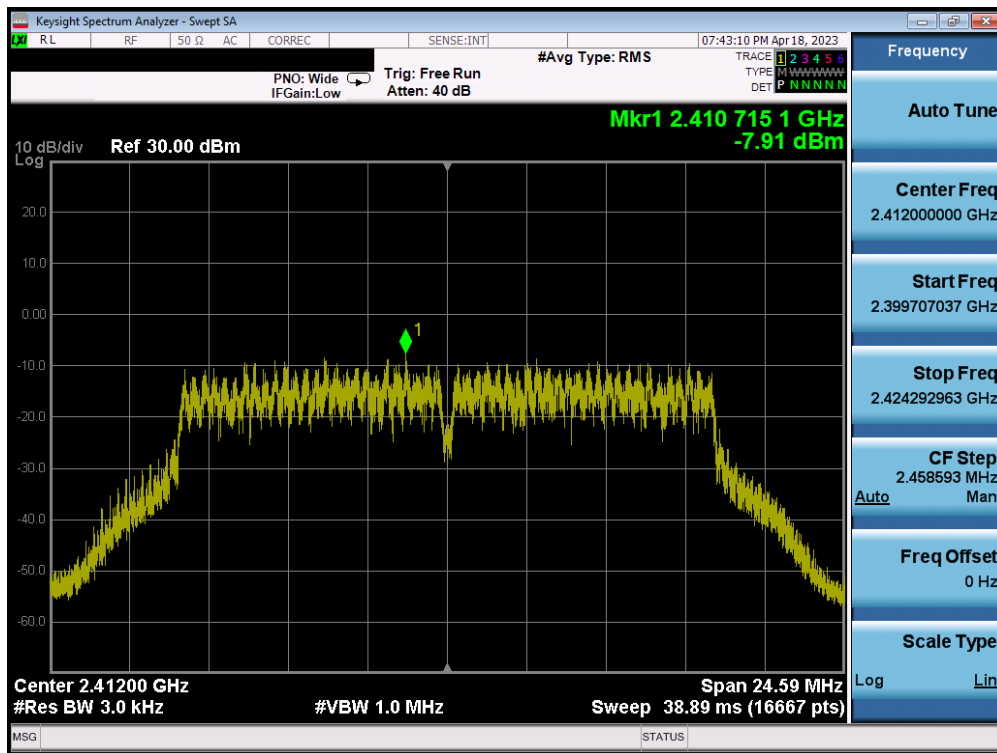 Keysight Spectrum Analyzer - Swept SA
LXI RL RF 50 Ω AC CORREC SENSE:INT 07:43:10 PM Apr 18, 2023
#Avg Type: RMS TRACE 1 2 3 4 5 6
PNO: Wide Trig: Free Run TYPE M WWWWW
IFGain:Low Atten: 40 dB DET P N N N N N
Mkr1 2.410 715 1 GHz
-7.91 dBm
10 dB/div Ref 30.00 dBm
Log
20.0
10.0
0.00
1
-10.0
-20.0
-30.0
-40.0
-50.0
-60.0
Center 2.41200 GHz Span 24.59 MHz
#Res BW 3.0 kHz #VBW 1.0 MHz Sweep 38.89 ms (16667 pts)
MSG STATUS
Frequency
Auto Tune
Center Freq
2.412000000 GHz
Start Freq
2.399707037 GHz
Stop Freq
2.424292963 GHz
CF Step
2.458593 MHz
Auto Man
Freq Offset
0 Hz
Scale Type
Log Lin